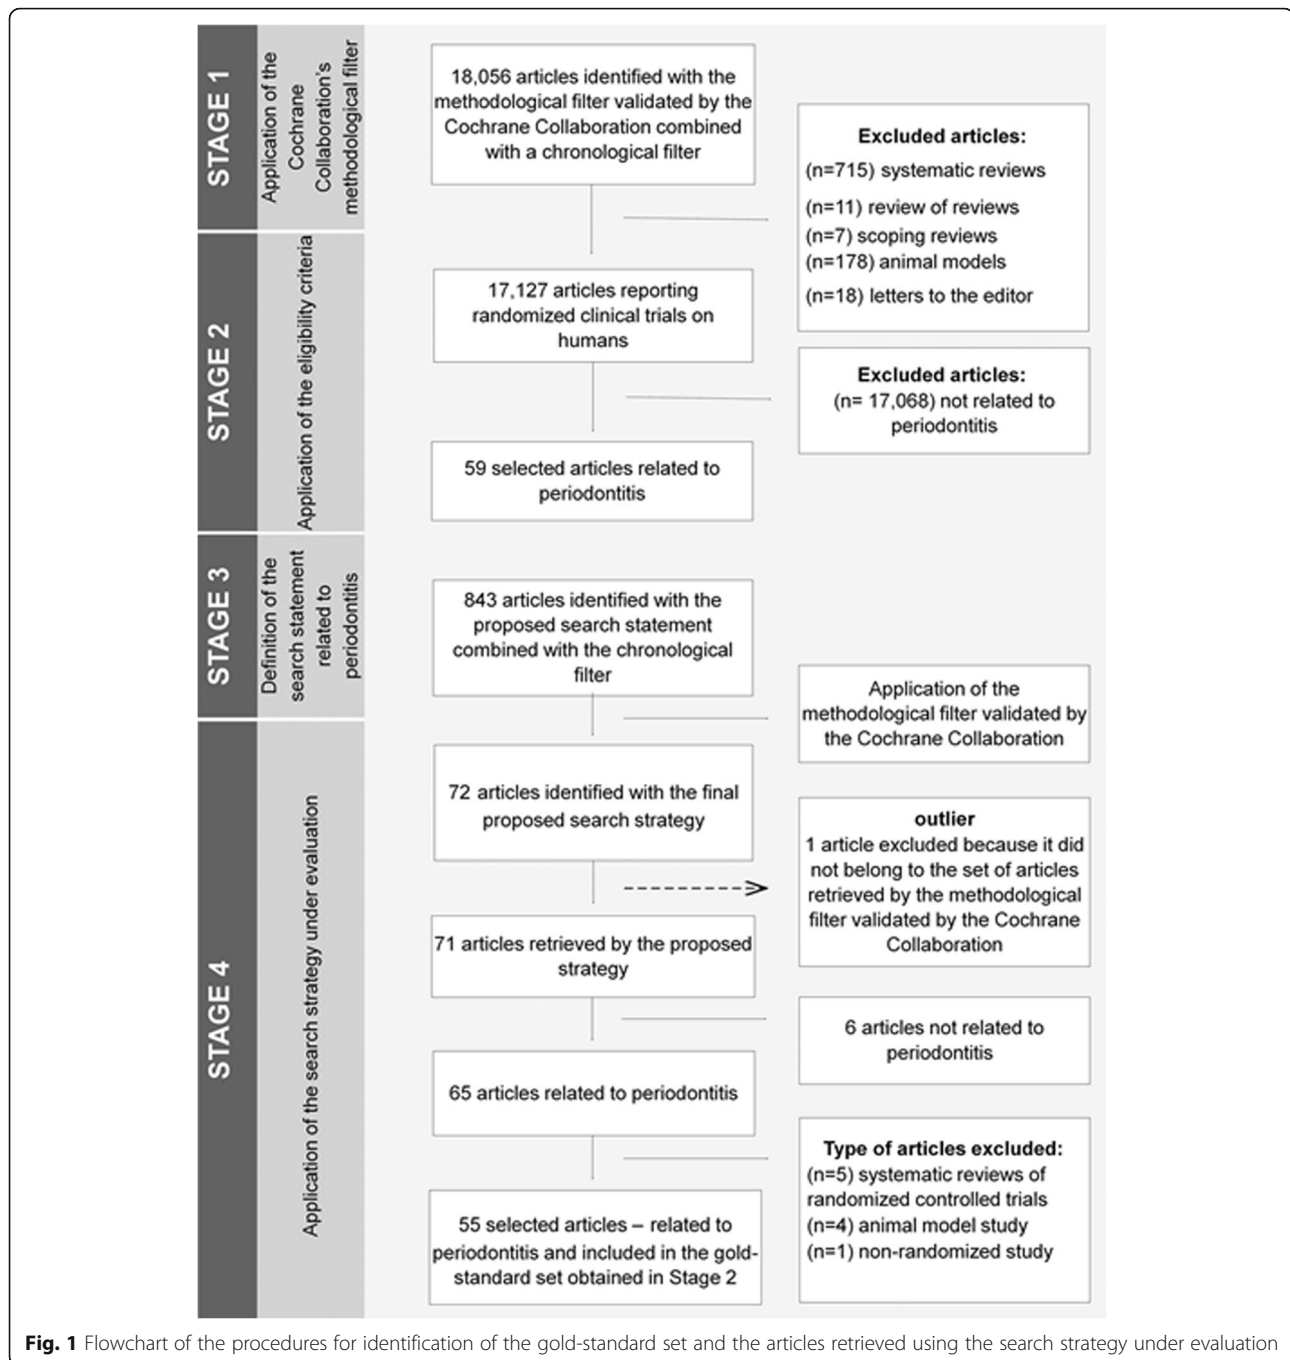 STAGE 1
Application of the
Cochrane
Collaboration's
methodological filter
18,056 articles identified with the
methodological filter validated by the
Cochrane Collaboration combined
with a chronological filter
Excluded articles:
(n=715) systematic reviews
(n=11) review of reviews
(n=7) scoping reviews
(n=178) animal models
(n=18) letters to the editor
STAGE 2
Application of the eligibility criteria
17,127 articles reporting
randomized clinical trials on
humans
Excluded articles:
(n= 17,068) not related to
periodontitis
59 selected articles related to
periodontitis
STAGE 3
Definition of the
search statement
related to
periodontitis
843 articles identified with the
proposed search statement
combined with the chronological
filter
Application of the
methodological filter validated by
the Cochrane Collaboration
STAGE 4
Application of the search strategy under evaluation
72 articles identified with the final
proposed search strategy
outlier
1 article excluded because it did
not belong to the set of articles
retrieved by the methodological
filter validated by the Cochrane
Collaboration
71 articles retrieved by the proposed
strategy
6 articles not related to
periodontitis
65 articles related to periodontitis
Type of articles excluded:
(n=5) systematic reviews of
randomized controlled trials
(n=4) animal model study
(n=1) non-randomized study
55 selected articles – related to
periodontitis and included in the gold-
standard set obtained in Stage 2
Fig. 1 Flowchart of the procedures for identification of the gold-standard set and the articles retrieved using the search strategy under evaluation